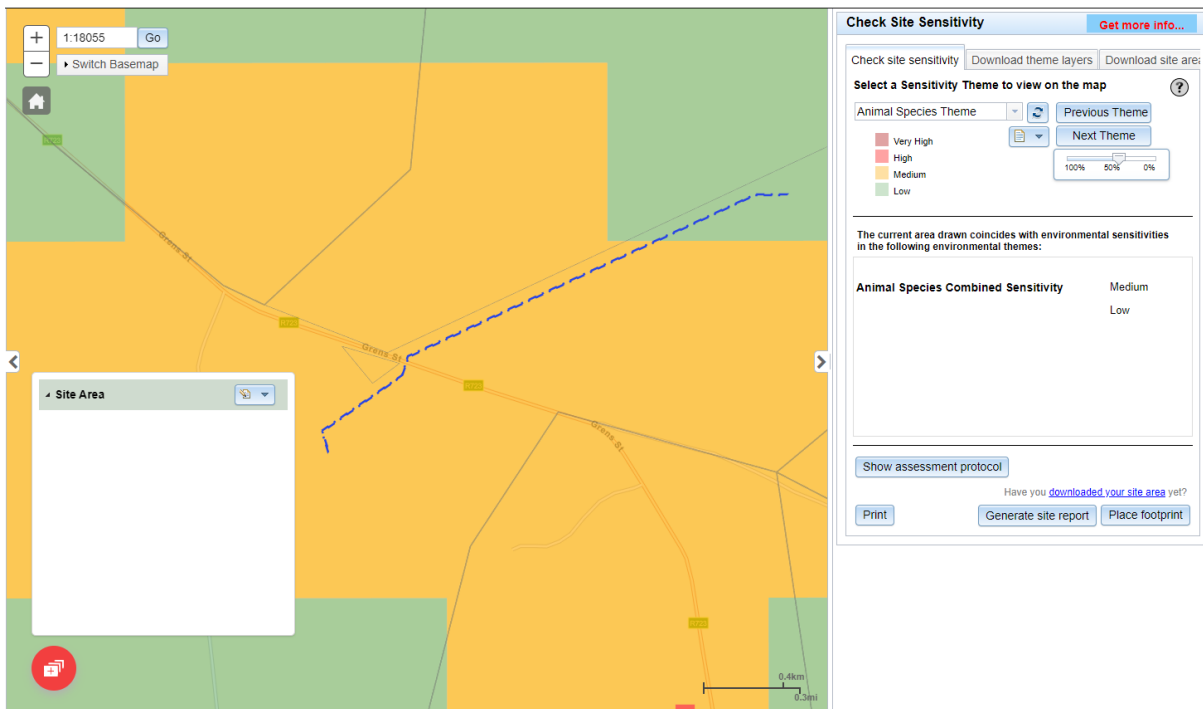 +
1:18055 Go
−
Switch Basemap
R723
Grens St
R723
Grens St
R723
Grens St
R723
0.4km
0.3mi
Site Area
Check Site Sensitivity
Get more info...
Check site sensitivity
Download theme layers
Download site area
Select a Sensitivity Theme to view on the map
?
Animal Species Theme
Previous Theme
Next Theme
Very High
High
Medium
Low
100% 50% 0%
The current area drawn coincides with environmental sensitivities
in the following environmental themes:
Animal Species Combined Sensitivity Medium
Low
Show assessment protocol
Have you downloaded your site area yet?
Print
Generate site report
Place footprint